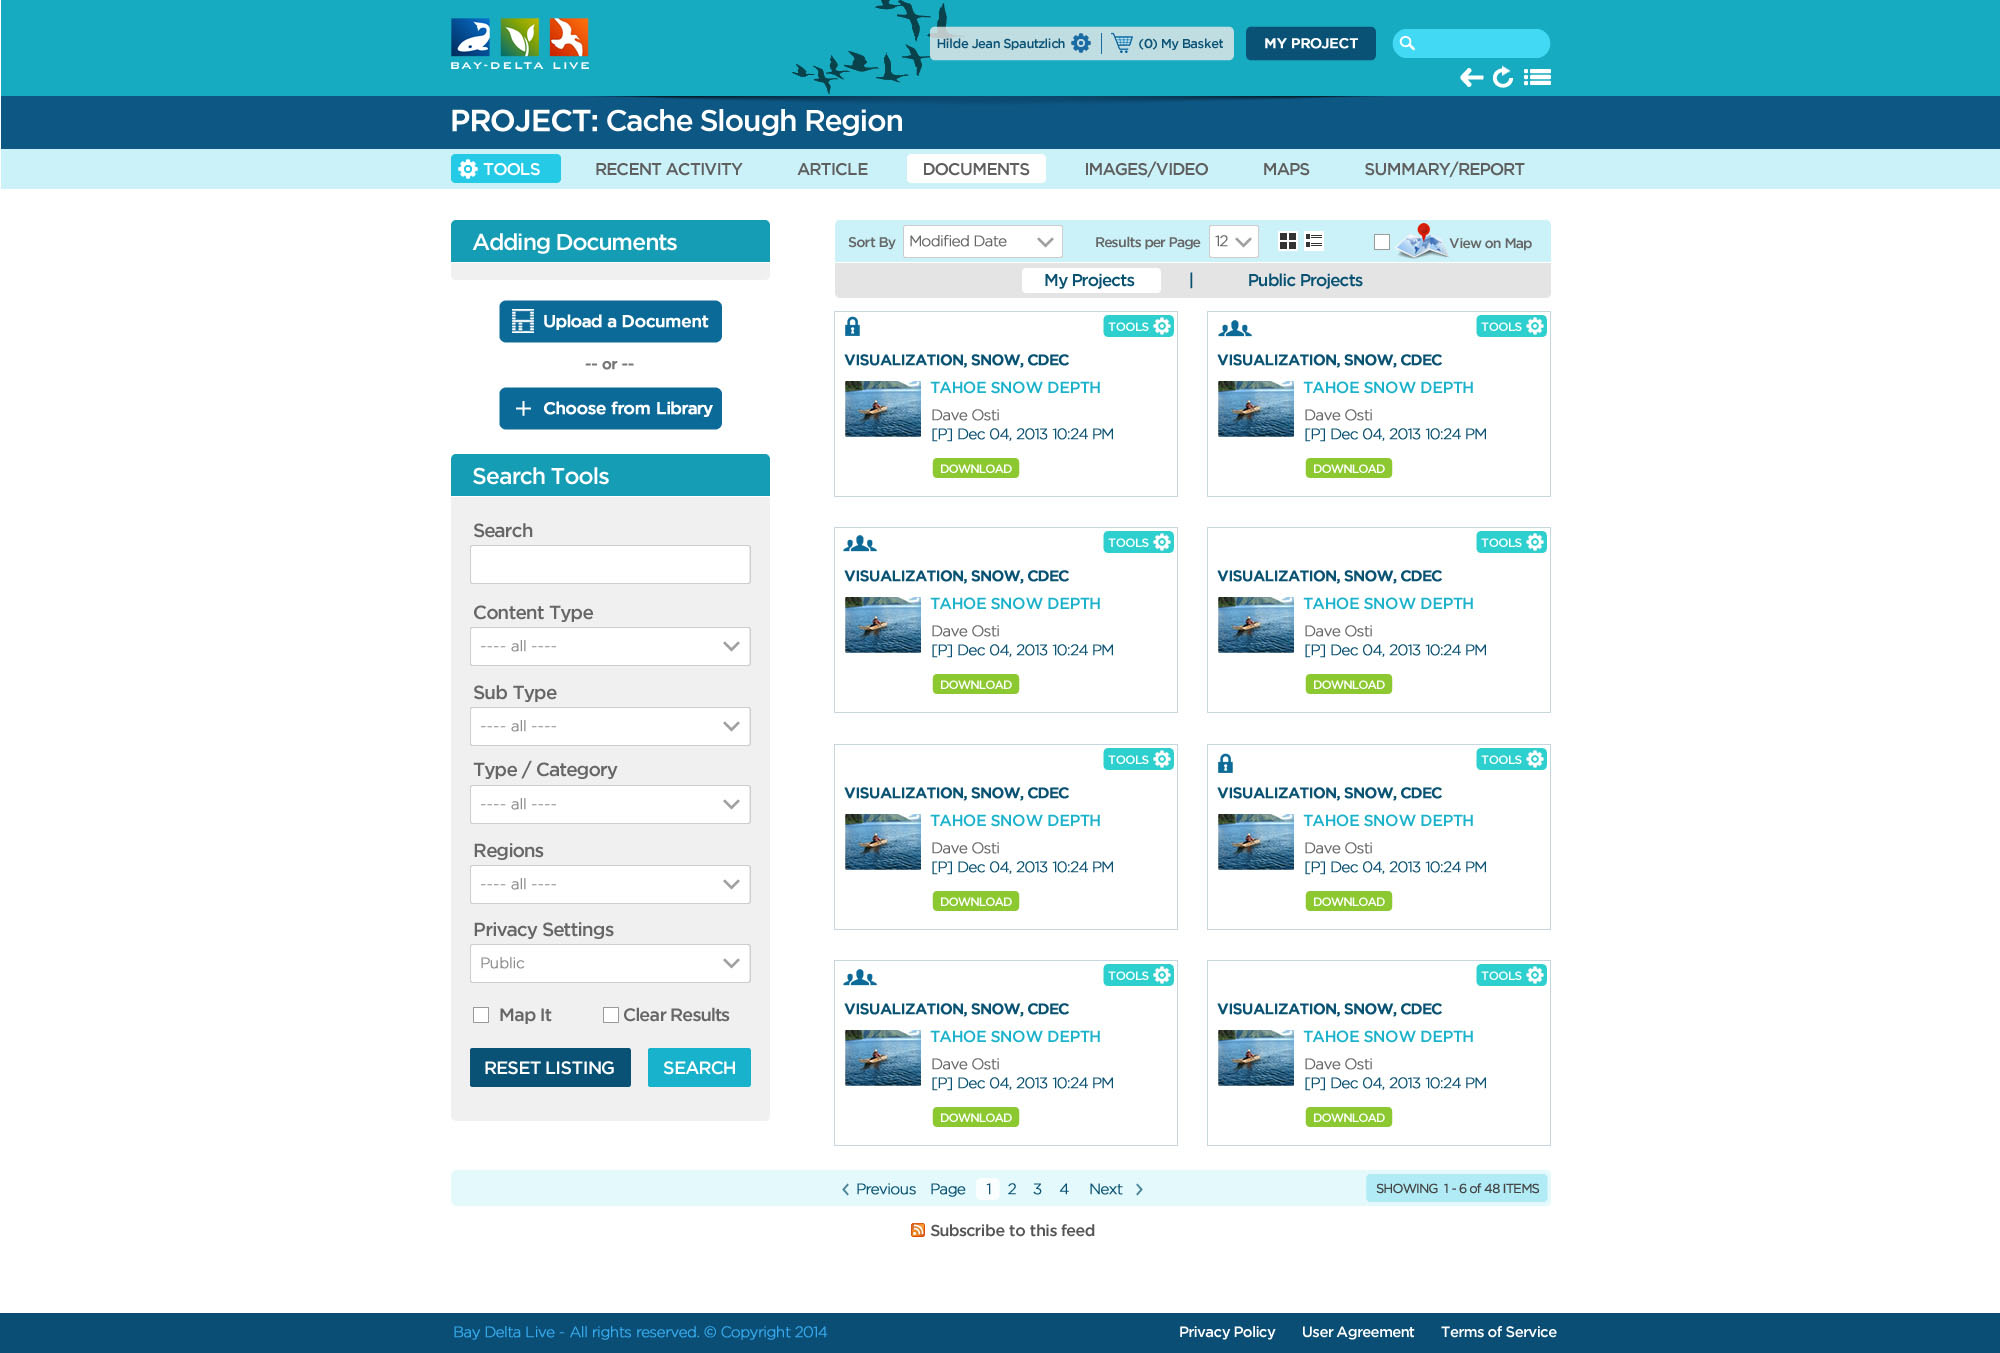 BAY-DELTA LIVE
Hilde Jean Spautzlich
(0) My Basket
MY PROJECT
PROJECT: Cache Slough Region
TOOLS
RECENT ACTIVITY
ARTICLE
DOCUMENTS
IMAGES/VIDEO
MAPS
SUMMARY/REPORT
Adding Documents
Upload a Document
-- or --
Choose from Library
Search Tools
Search
Content Type
---- all ----
Sub Type
---- all ----
Type / Category
---- all ----
Regions
---- all ----
Privacy Settings
Public
Map It
Clear Results
RESET LISTING
SEARCH
Sort By
Modified Date
Results per Page
12
View on Map
My Projects
|
Public Projects
TOOLS
VISUALIZATION, SNOW, CDEC
TAHOE SNOW DEPTH
Dave Osti
[P] Dec 04, 2013 10:24 PM
DOWNLOAD
TOOLS
VISUALIZATION, SNOW, CDEC
TAHOE SNOW DEPTH
Dave Osti
[P] Dec 04, 2013 10:24 PM
DOWNLOAD
TOOLS
VISUALIZATION, SNOW, CDEC
TAHOE SNOW DEPTH
Dave Osti
[P] Dec 04, 2013 10:24 PM
DOWNLOAD
TOOLS
VISUALIZATION, SNOW, CDEC
TAHOE SNOW DEPTH
Dave Osti
[P] Dec 04, 2013 10:24 PM
DOWNLOAD
TOOLS
VISUALIZATION, SNOW, CDEC
TAHOE SNOW DEPTH
Dave Osti
[P] Dec 04, 2013 10:24 PM
DOWNLOAD
TOOLS
VISUALIZATION, SNOW, CDEC
TAHOE SNOW DEPTH
Dave Osti
[P] Dec 04, 2013 10:24 PM
DOWNLOAD
TOOLS
VISUALIZATION, SNOW, CDEC
TAHOE SNOW DEPTH
Dave Osti
[P] Dec 04, 2013 10:24 PM
DOWNLOAD
TOOLS
VISUALIZATION, SNOW, CDEC
TAHOE SNOW DEPTH
Dave Osti
[P] Dec 04, 2013 10:24 PM
DOWNLOAD
Previous Page 1 2 3 4 Next
SHOWING 1 - 6 of 48 ITEMS
Subscribe to this feed
Bay Delta Live - All rights reserved. © Copyright 2014
Privacy Policy
User Agreement
Terms of Service